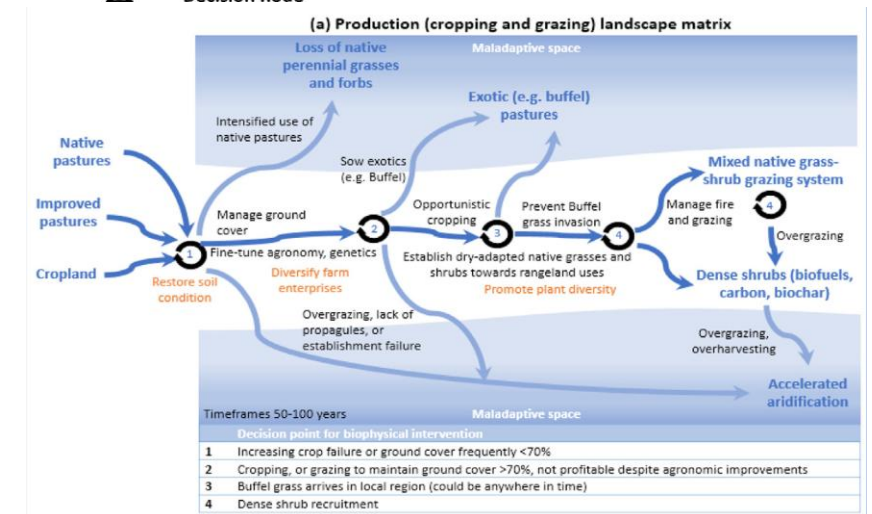 Decision node
(a) Production (cropping and grazing) landscape matrix
Loss of native
perennial grasses
and forbs
Maladaptive space
Exotic (e.g. buffel)
pastures
Intensified use of
native pastures
Native
pastures
Sow exotics
(e.g. Buffel)
Mixed native grass-
shrub grazing system
Improved
pastures
Manage ground
cover
Opportunistic
cropping
Prevent Buffel
grass invasion
Manage fire
and grazing
4
2
3
4
Overgrazing
1
Fine-tune agronomy, genetics
Establish dry-adapted native grasses and
shrubs towards rangeland uses
Cropland
Restore soil
condition
Diversify farm
enterprises
Promote plant diversity
Dense shrubs (biofuels,
carbon, biochar)
Overgrazing, lack of
propagules, or
establishment failure
Overgrazing,
overharvesting
Accelerated
aridification
Timeframes 50-100 years
Maladaptive space
Decision point for biophysical intervention
1 Increasing crop failure or ground cover frequently <70%
2 Cropping, or grazing to maintain ground cover >70%, not profitable despite agronomic improvements
3 Buffel grass arrives in local region (could be anywhere in time)
4 Dense shrub recruitment